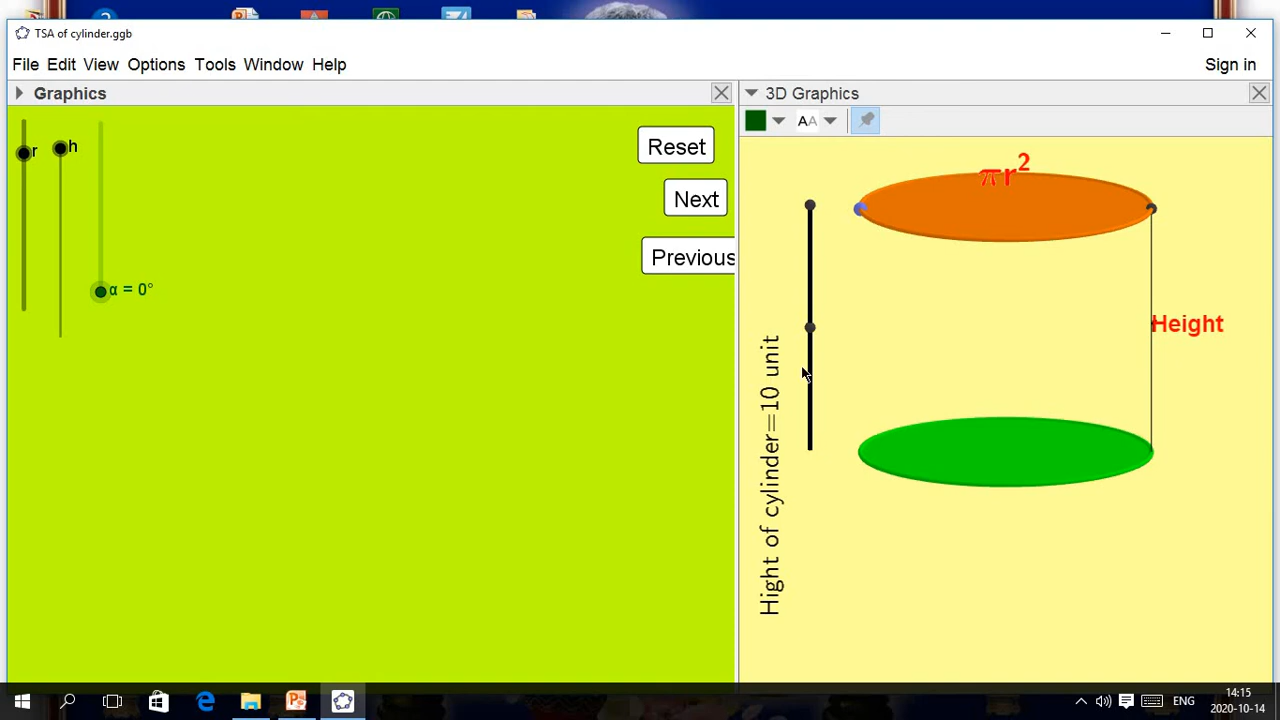 TSA of cylinder.ggb
File Edit View Options Tools Window Help
Sign in
Graphics
3D Graphics
AA
r
h
α = 0°
Reset
Next
Previous
πr²
Height
Hight of cylinder=10 unit
ENG
14:15
2020-10-14